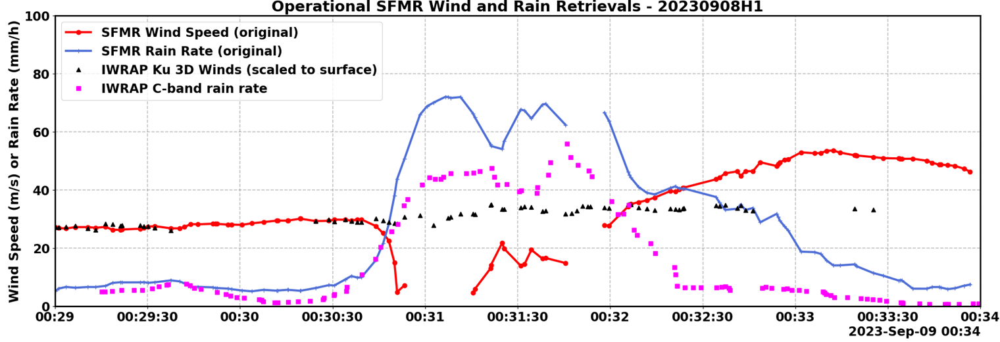 Operational SFMR Wind and Rain Retrievals - 20230908H1
Wind Speed (m/s) or Rain Rate (mm/h)
100
80
60
40
20
0
SFMR Wind Speed (original)
SFMR Rain Rate (original)
IWRAP Ku 3D Winds (scaled to surface)
IWRAP C-band rain rate
00:29 00:29:30 00:30 00:30:30 00:31 00:31:30 00:32 00:32:30 00:33 00:33:30 00:34
2023-Sep-09 00:34